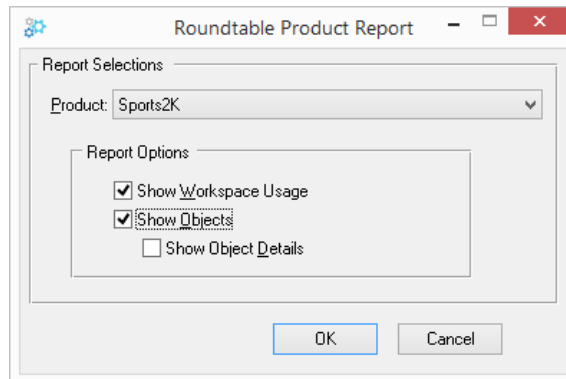 Roundtable Product Report
Report Selections
Product: Sports2K
Report Options
Show Workspace Usage
Show Objects
Show Object Details
OK Cancel